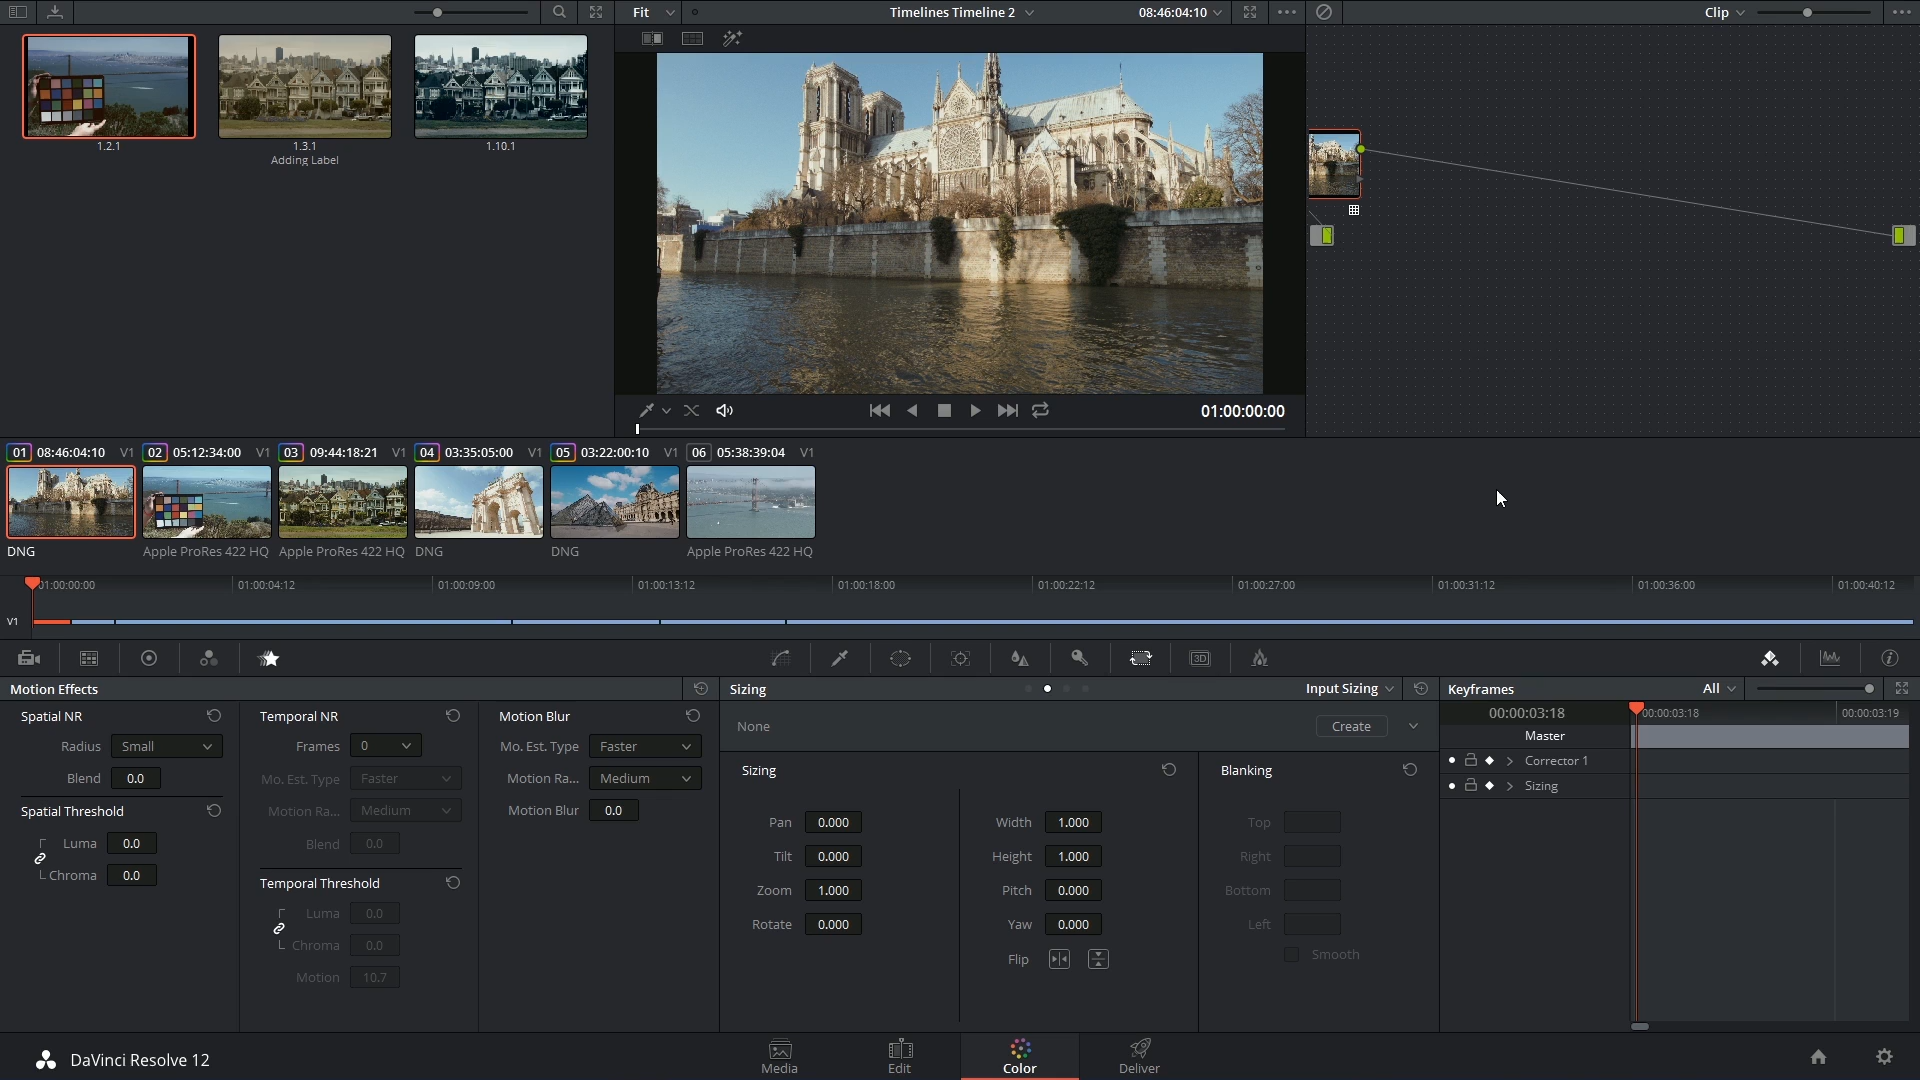 Fit
Timelines Timeline 2
08:46:04:10
Clip
1.2.1
1.3.1
1.10.1
Adding Label
01:00:00:00
01 08:46:04:10 V1
02 05:12:34:00 V1
03 09:44:18:21 V1
04 03:35:05:00 V1
05 03:22:00:10 V1
06 05:38:39:04 V1
DNG
Apple ProRes 422 HQ
Apple ProRes 422 HQ
DNG
DNG
Apple ProRes 422 HQ
01:00:00:00 01:00:04:12 01:00:09:00 01:00:13:12 01:00:18:00 01:00:22:12 01:00:27:00 01:00:31:12 01:00:36:00 01:00:40:12
V1
3D
Motion Effects
Spatial NR
Radius Small
Blend 0.0
Spatial Threshold
Luma 0.0
Chroma 0.0
Temporal NR
Frames 0
Mo. Est. Type Faster
Motion Ra... Medium
Blend 0.0
Temporal Threshold
Luma 0.0
Chroma 0.0
Motion 10.7
Motion Blur
Mo. Est. Type Faster
Motion Ra... Medium
Motion Blur 0.0
Sizing
Input Sizing
None
Create
Sizing
Pan 0.000
Tilt 0.000
Zoom 1.000
Rotate 0.000
Width 1.000
Height 1.000
Pitch 0.000
Yaw 0.000
Flip
Blanking
Top
Right
Bottom
Left
Smooth
Keyframes
All
00:00:03:18
00:00:03:18
00:00:03:19
Master
Corrector 1
Sizing
DaVinci Resolve 12
Media
Edit
Color
Deliver